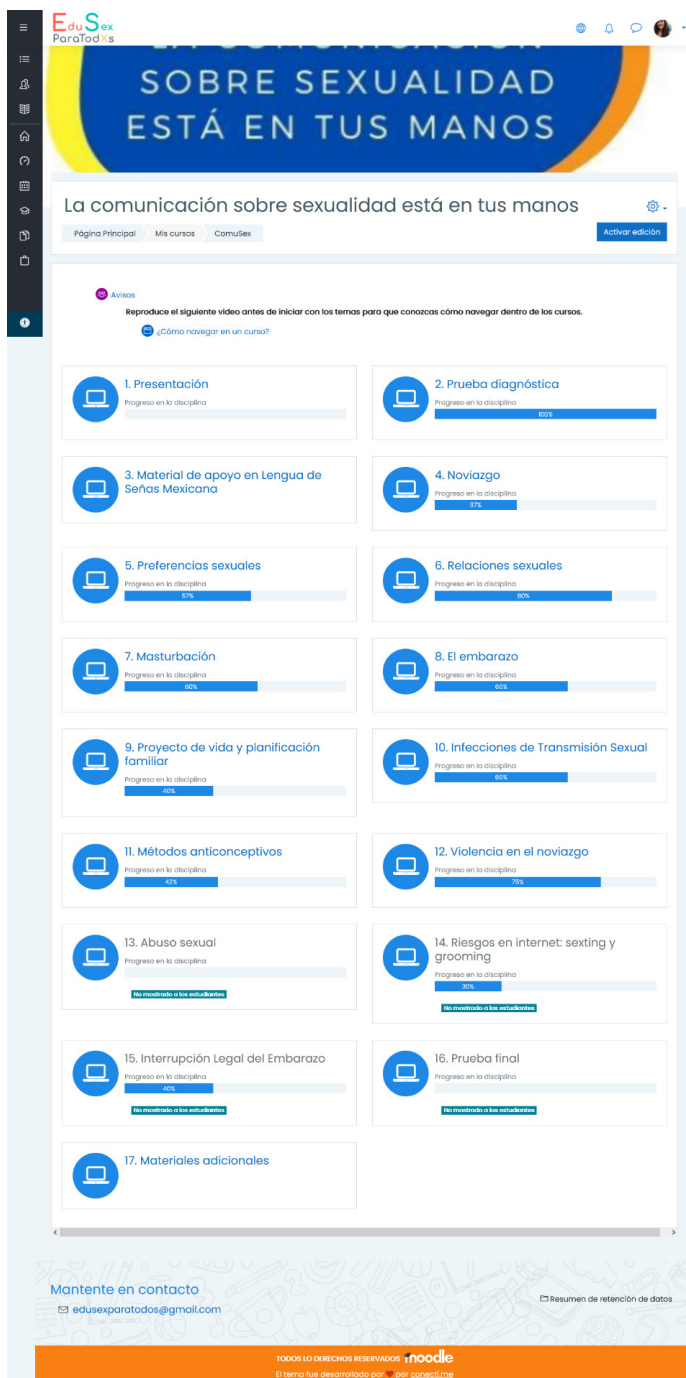 EduSex
ParaTodXs
LA COMUNICACIÓN
SOBRE SEXUALIDAD
ESTÁ EN TUS MANOS
La comunicación sobre sexualidad está en tus manos
Página Principal Mis cursos ComuSex
Activar edición
Avisos
Reproduce el siguiente video antes de iniciar con los temas para que conozcas cómo navegar dentro de los cursos.
¿Cómo navegar en un curso?
1. Presentación
Progreso en la disciplina
2. Prueba diagnóstica
Progreso en la disciplina
100%
3. Material de apoyo en Lengua de
Señas Mexicana
4. Noviazgo
Progreso en la disciplina
37%
5. Preferencias sexuales
Progreso en la disciplina
57%
6. Relaciones sexuales
Progreso en la disciplina
80%
7. Masturbación
Progreso en la disciplina
60%
8. El embarazo
Progreso en la disciplina
60%
9. Proyecto de vida y planificación
familiar
Progreso en la disciplina
40%
10. Infecciones de Transmisión Sexual
Progreso en la disciplina
60%
11. Métodos anticonceptivos
Progreso en la disciplina
42%
12. Violencia en el noviazgo
Progreso en la disciplina
75%
13. Abuso sexual
Progreso en la disciplina
No mostrado a los estudiantes
14. Riesgos en internet: sexting y
grooming
Progreso en la disciplina
30%
No mostrado a los estudiantes
15. Interrupción Legal del Embarazo
Progreso en la disciplina
40%
No mostrado a los estudiantes
16. Prueba final
Progreso en la disciplina
No mostrado a los estudiantes
17. Materiales adicionales
Mantente en contacto
edusexparatodos@gmail.com
Resumen de retención de datos
TODOS LO DERECHOS RESERVADOS moodle
El tema fue desarrollado por por conecti.me